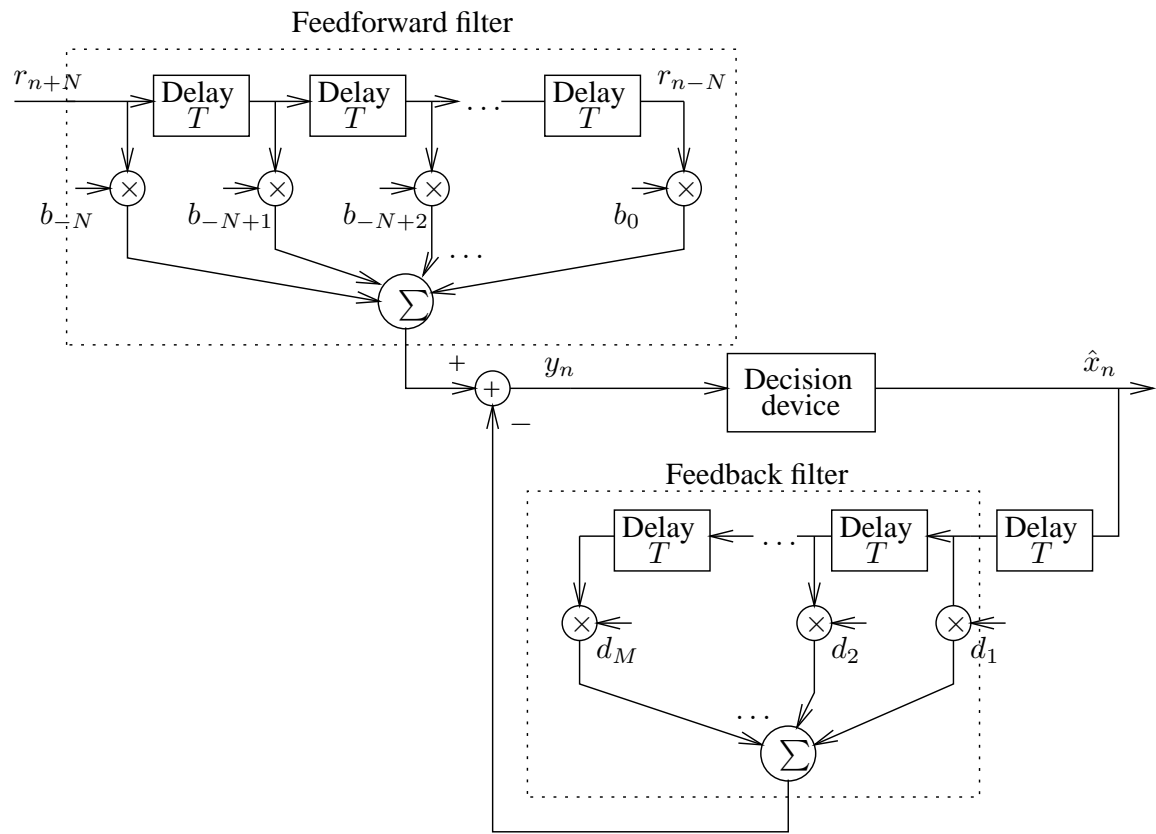 Feedforward filter
r_{n+N}
Delay T
Delay T
...
Delay T
r_{n−N}
×
×
×
×
b_{−N}
b_{−N+1}
b_{−N+2}
b_0
...
∑
+
+
−
y_n
Decision device
x̂_n
Feedback filter
Delay T
...
Delay T
Delay T
×
×
×
d_M
d_2
d_1
...
∑